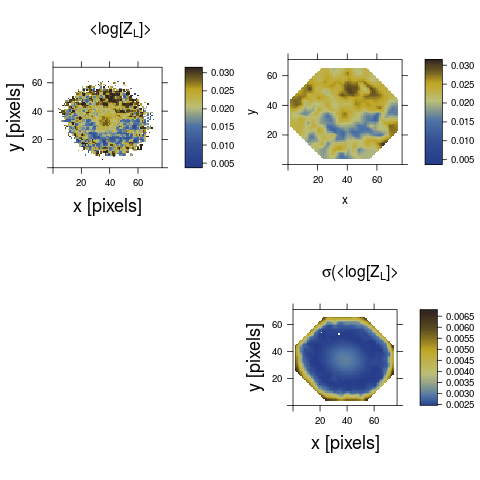 <log[Z_L]>
y [pixels]
60
40
20
20 40 60
x [pixels]
0.030
0.025
0.020
0.015
0.010
0.005
y
60
40
20
20 40 60
x
0.030
0.025
0.020
0.015
0.010
0.005
σ(<log[Z_L]>
y [pixels]
60
40
20
20 40 60
x [pixels]
0.0065
0.0060
0.0055
0.0050
0.0045
0.0040
0.0035
0.0030
0.0025